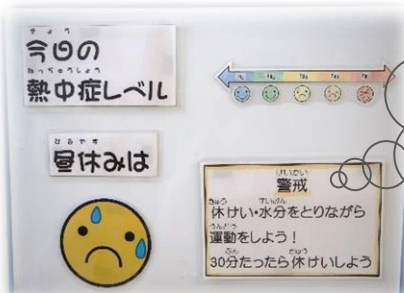 今日の
熱中症レベル
昼休みは
警戒
休けい・水分をとりながら
運動をしよう！
30分たったら休けいしよう